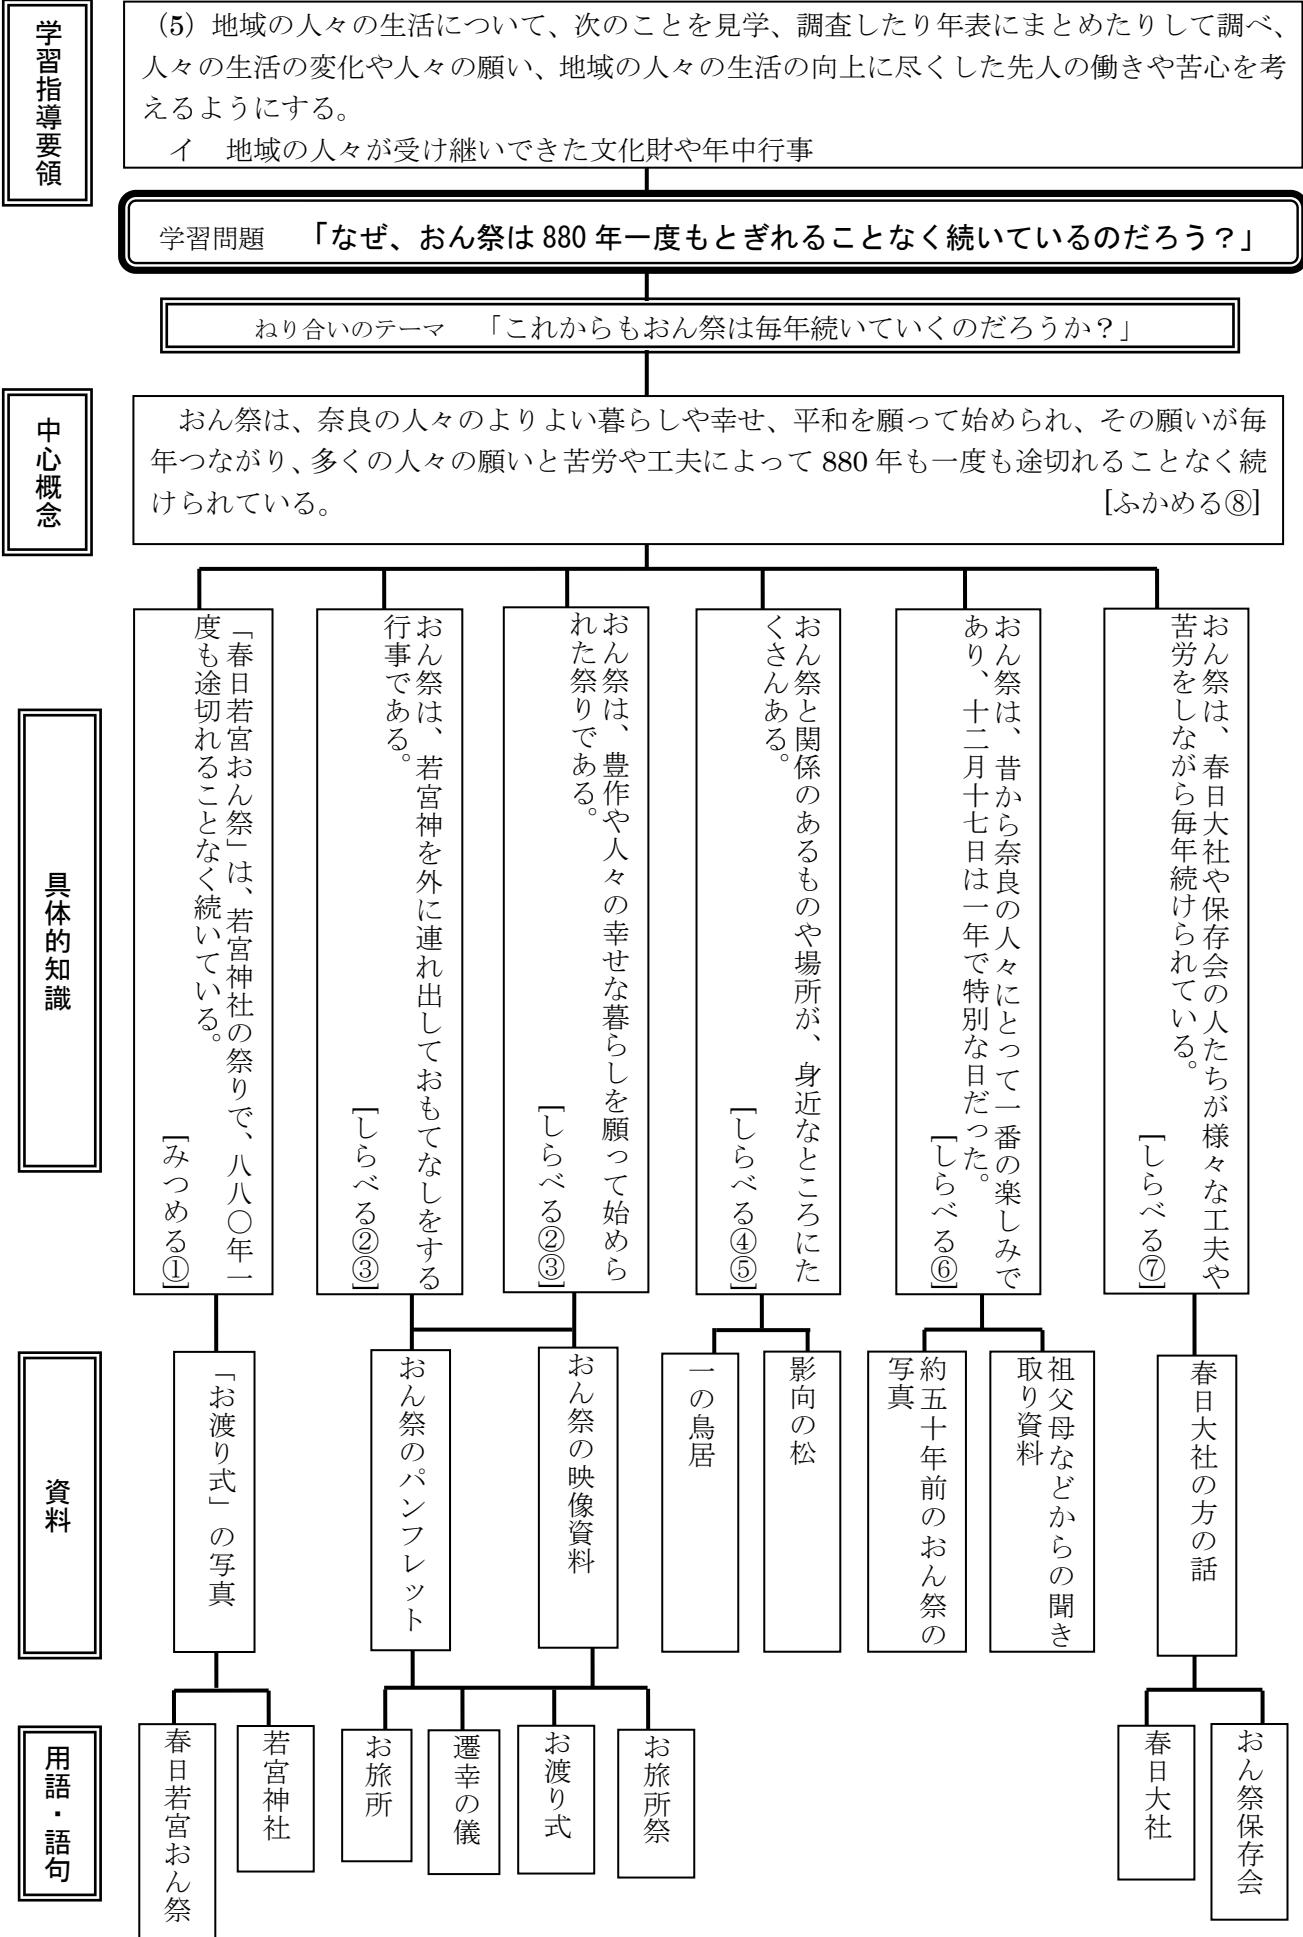 学習指導要領
(5)地域の人々の生活について、次のことを見学、調査したり年表にまとめたりして調べ、
人々の生活の変化や人々の願い、地域の人々の生活の向上に尽くした先人の働きや苦心を考
えるようにする。
イ 地域の人々が受け継いできた文化財や年中行事
学習問題 「なぜ、おん祭は880年一度もとぎれることなく続いているのだろう?」
ねり合いのテーマ 「これからもおん祭は毎年続いていくのだろうか?」
中心概念
おん祭は、奈良の人々のよりよい暮らしや幸せ、平和を願って始められ、その願いが毎
年つながり、多くの人々の願いと苦労や工夫によって880年も一度も途切れることなく続
けられている。 [ふかめる⑧]
具体的知識
「春日若宮おん祭」は、若宮神社の祭りで、八八〇年一
度も途切れることなく続いている。
[みつめる①]
おん祭は、若宮神を外に連れ出しておもてなしをする
行事である。
[しらべる②③]
おん祭は、豊作や人々の幸せな暮らしを願って始めら
れた祭りである。
[しらべる②③]
おん祭と関係のあるものや場所が、身近なところにた
くさんある。
[しらべる④⑤]
おん祭は、昔から奈良の人々にとって一番の楽しみで
あり、十二月十七日は一年で特別な日だった。
[しらべる⑥]
おん祭は、春日大社や保存会の人たちが様々な工夫や
苦労をしながら毎年続けられている。
[しらべる⑦]
資料
「お渡り式」の写真
おん祭のパンフレット
おん祭の映像資料
一の鳥居
影向の松
約五十年前のおん祭の
写真
祖父母などからの聞き
取り資料
春日大社の方の話
用語・語句
春日若宮おん祭
若宮神社
お旅所
遷幸の儀
お渡り式
お旅所祭
春日大社
おん祭保存会